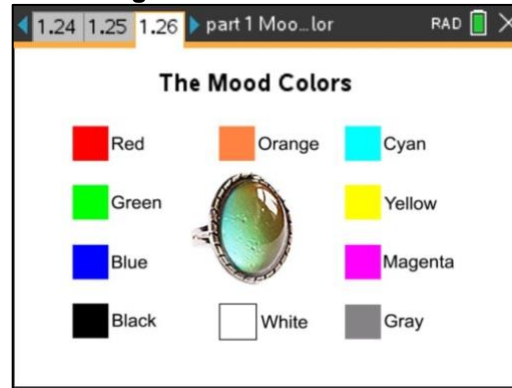 1.24 1.25 1.26 part 1 Moo...lor RAD
The Mood Colors
Red Orange Cyan
Green Yellow
Blue Magenta
Black White Gray